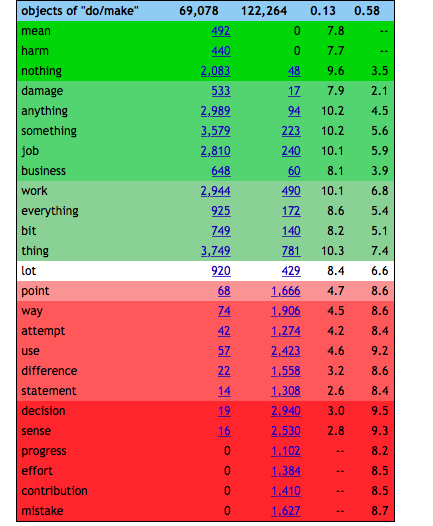 objects of "do/make" 69,078 122,264 0.13 0.58
mean 492 0 7.8 --
harm 440 0 7.7 --
nothing 2,083 48 9.6 3.5
damage 533 17 7.9 2.1
anything 2,989 94 10.2 4.5
something 3,579 223 10.2 5.6
job 2,810 240 10.1 5.9
business 648 60 8.1 3.9
work 2,944 490 10.1 6.8
everything 925 172 8.6 5.4
bit 749 140 8.2 5.1
thing 3,749 781 10.3 7.4
lot 920 429 8.4 6.6
point 68 1,666 4.7 8.6
way 74 1,906 4.5 8.6
attempt 42 1,274 4.2 8.4
use 57 2,423 4.6 9.2
difference 22 1,558 3.2 8.6
statement 14 1,308 2.6 8.4
decision 19 2,940 3.0 9.5
sense 16 2,530 2.8 9.3
progress 0 1,102 -- 8.2
effort 0 1,384 -- 8.5
contribution 0 1,410 -- 8.5
mistake 0 1,627 -- 8.7